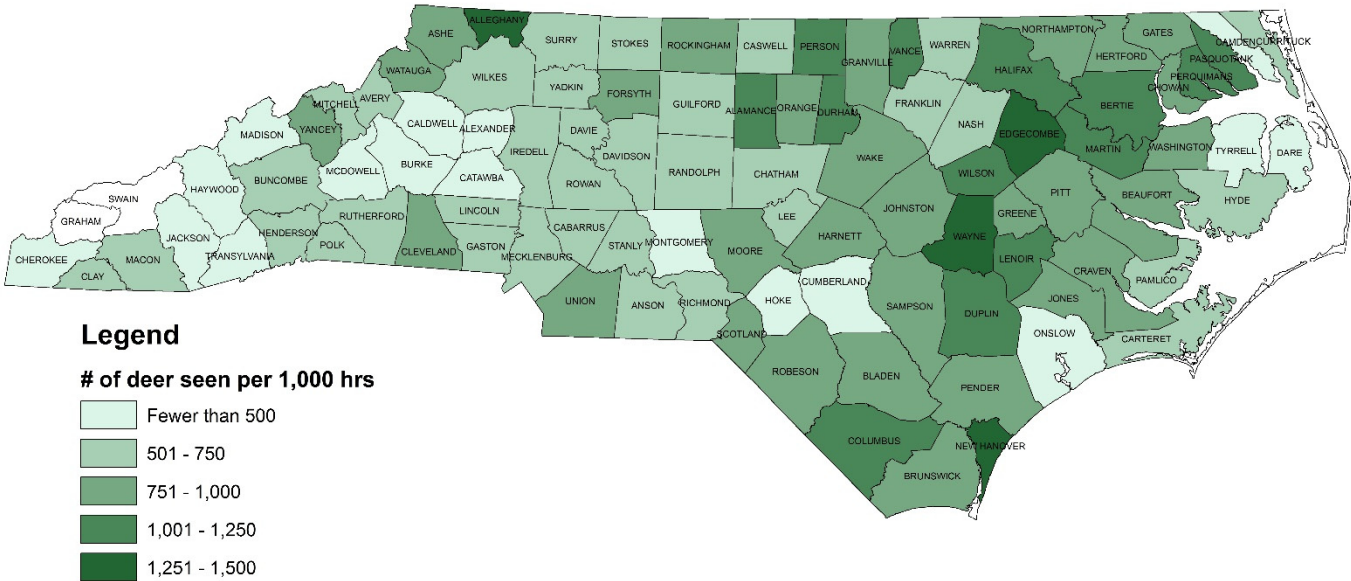 ALLEGHANY
ASHE
SURRY
STOKES
ROCKINGHAM
CASWELL
PERSON
GRANVILLE
VANCE
WARREN
NORTHAMPTON
GATES
CAMDEN
CURRITUCK
HERTFORD
PASQUOTANK
PERQUIMANS
CHOWAN
HALIFAX
WATAUGA
WILKES
YADKIN
FORSYTH
GUILFORD
ALAMANCE
ORANGE
DURHAM
FRANKLIN
NASH
EDGECOMBE
BERTIE
MARTIN
WASHINGTON
TYRRELL
DARE
MITCHELL
AVERY
YANCEY
MADISON
CALDWELL
ALEXANDER
IREDELL
DAVIE
DAVIDSON
RANDOLPH
CHATHAM
WAKE
WILSON
PITT
BEAUFORT
HYDE
HAYWOOD
BUNCOMBE
MCDOWELL
BURKE
CATAWBA
ROWAN
LEE
JOHNSTON
GREENE
WAYNE
SWAIN
GRAHAM
JACKSON
HENDERSON
RUTHERFORD
POLK
CLEVELAND
LINCOLN
GASTON
MECKLENBURG
CABARRUS
STANLY
MONTGOMERY
MOORE
HARNETT
LENOIR
CRAVEN
PAMLICO
CHEROKEE
CLAY
MACON
TRANSYLVANIA
UNION
ANSON
RICHMOND
SCOTLAND
HOKE
CUMBERLAND
SAMPSON
DUPLIN
JONES
ONSLOW
CARTERET
ROBESON
BLADEN
PENDER
COLUMBUS
NEW HANOVER
BRUNSWICK
Legend
# of deer seen per 1,000 hrs
Fewer than 500
501 - 750
751 - 1,000
1,001 - 1,250
1,251 - 1,500